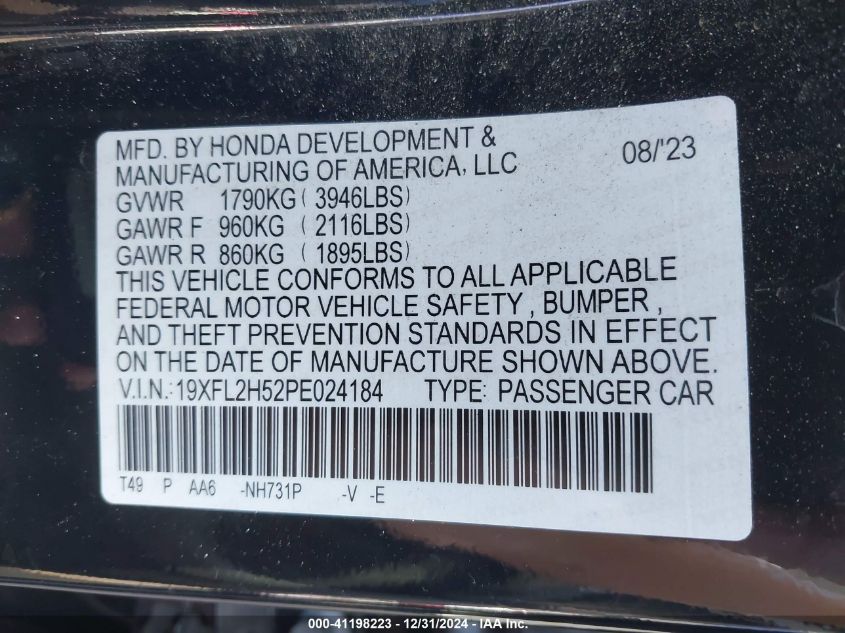 MFD. BY HONDA DEVELOPMENT &
MANUFACTURING OF AMERICA, LLC 08/'23
GVWR 1790KG ( 3946LBS)
GAWR F 960KG ( 2116LBS)
GAWR R 860KG ( 1895LBS)
THIS VEHICLE CONFORMS TO ALL APPLICABLE
FEDERAL MOTOR VEHICLE SAFETY , BUMPER ,
AND THEFT PREVENTION STANDARDS IN EFFECT
ON THE DATE OF MANUFACTURE SHOWN ABOVE.
V.I.N.:19XFL2H52PE024184 TYPE: PASSENGER CAR
T49 P AA6 -NH731P -V -E
000-41198223 - 12/31/2024 - IAA Inc.